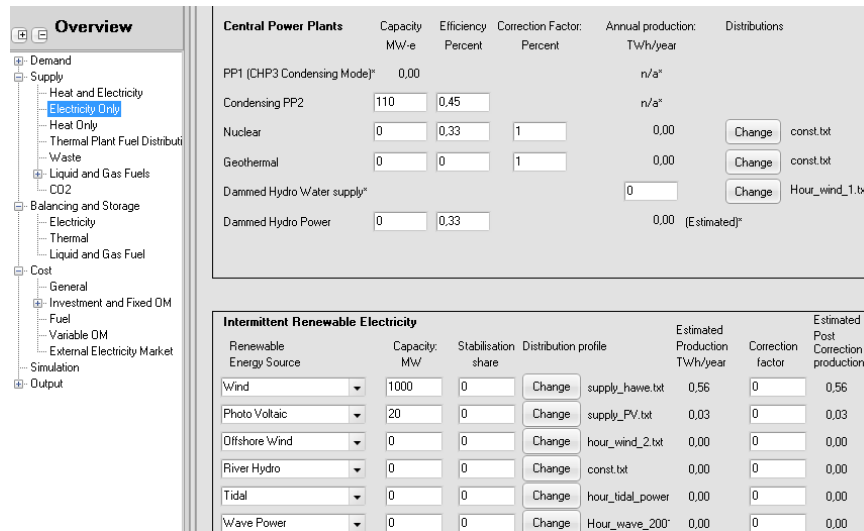 Overview
Demand
Supply
Heat and Electricity
Electricity Only
Heat Only
Thermal Plant Fuel Distributi
Waste
Liquid and Gas Fuels
CO2
Balancing and Storage
Electricity
Thermal
Liquid and Gas Fuel
Cost
General
Investment and Fixed OM
Fuel
Variable OM
External Electricity Market
Simulation
Output
Central Power Plants Capacity Efficiency Correction Factor: Annual production: Distributions
MW-e Percent Percent TWh/year
PP1 (CHP3 Condensing Mode)* 0,00 n/a*
Condensing PP2 110 0,45 n/a*
Nuclear 0 0,33 1 0,00 Change const.txt
Geothermal 0 0 1 0,00 Change const.txt
Dammed Hydro Water supply* 0 Change Hour_wind_1.tx
Dammed Hydro Power 0 0,33 0,00 (Estimated)*
Intermittent Renewable Electricity
Renewable Energy Source Capacity: MW Stabilisation share Distribution profile Estimated Production TWh/year Correction factor Estimated Post Correction production
Wind 1000 0 Change supply_hawe.txt 0,56 0 0,56
Photo Voltaic 20 0 Change supply_PV.txt 0,03 0 0,03
Offshore Wind 0 0 Change hour_wind_2.txt 0,00 0 0,00
River Hydro 0 0 Change const.txt 0,00 0 0,00
Tidal 0 0 Change hour_tidal_power 0,00 0 0,00
Wave Power 0 0 Change Hour_wave_200 0,00 0 0,00